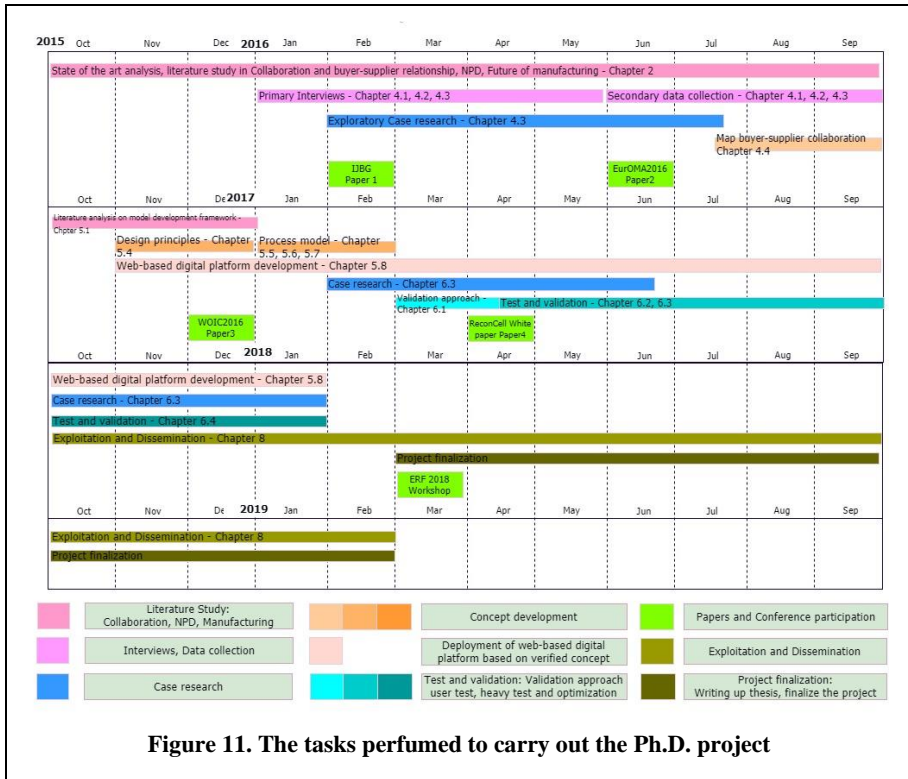 2015 2016
Oct Nov Dec Jan Feb Mar Apr May Jun Jul Aug Sep
State of the art analysis, literature study in Collaboration and buyer-supplier relationship, NPD, Future of manufacturing - Chapter 2
Primary Interviews - Chapter 4.1, 4.2, 4.3
Secondary data collection - Chapter 4.1, 4.2, 4.3
Exploratory Case research - Chapter 4.3
Map buyer-supplier collaboration
Chapter 4.4
IJBG
Paper 1
EurOMA2016
Paper2
2017
Oct Nov De Jan Feb Mar Apr May Jun Jul Aug Sep
Literature analysis on model development framework -
Chpter 5.1
Design principles - Chapter
5.4
Process model - Chapter
5.5, 5.6, 5.7
Web-based digital platform development - Chapter 5.8
Case research - Chapter 6.3
Validation approach -
Chapter 6.1
Test and validation - Chapter 6.2, 6.3
WOIC2016
Paper3
ReconCell White
paper Paper4
2018
Oct Nov Dec Jan Feb Mar Apr May Jun Jul Aug Sep
Web-based digital platform development - Chapter 5.8
Case research - Chapter 6.3
Test and validation - Chapter 6.4
Exploitation and Dissemination - Chapter 8
Project finalization
ERF 2018
Workshop
2019
Oct Nov De Jan Feb Mar Apr May Jun Jul Aug Sep
Exploitation and Dissemination - Chapter 8
Project finalization
Literature Study:
Collaboration, NPD, Manufacturing
Concept development
Papers and Conference participation
Interviews, Data collection
Deployment of web-based digital
platform based on verified concept
Exploitation and Dissemination
Case research
Test and validation: Validation approach
user test, heavy test and optimization
Project finalization:
Writing up thesis, finalize the project
Figure 11. The tasks perfumed to carry out the Ph.D. project